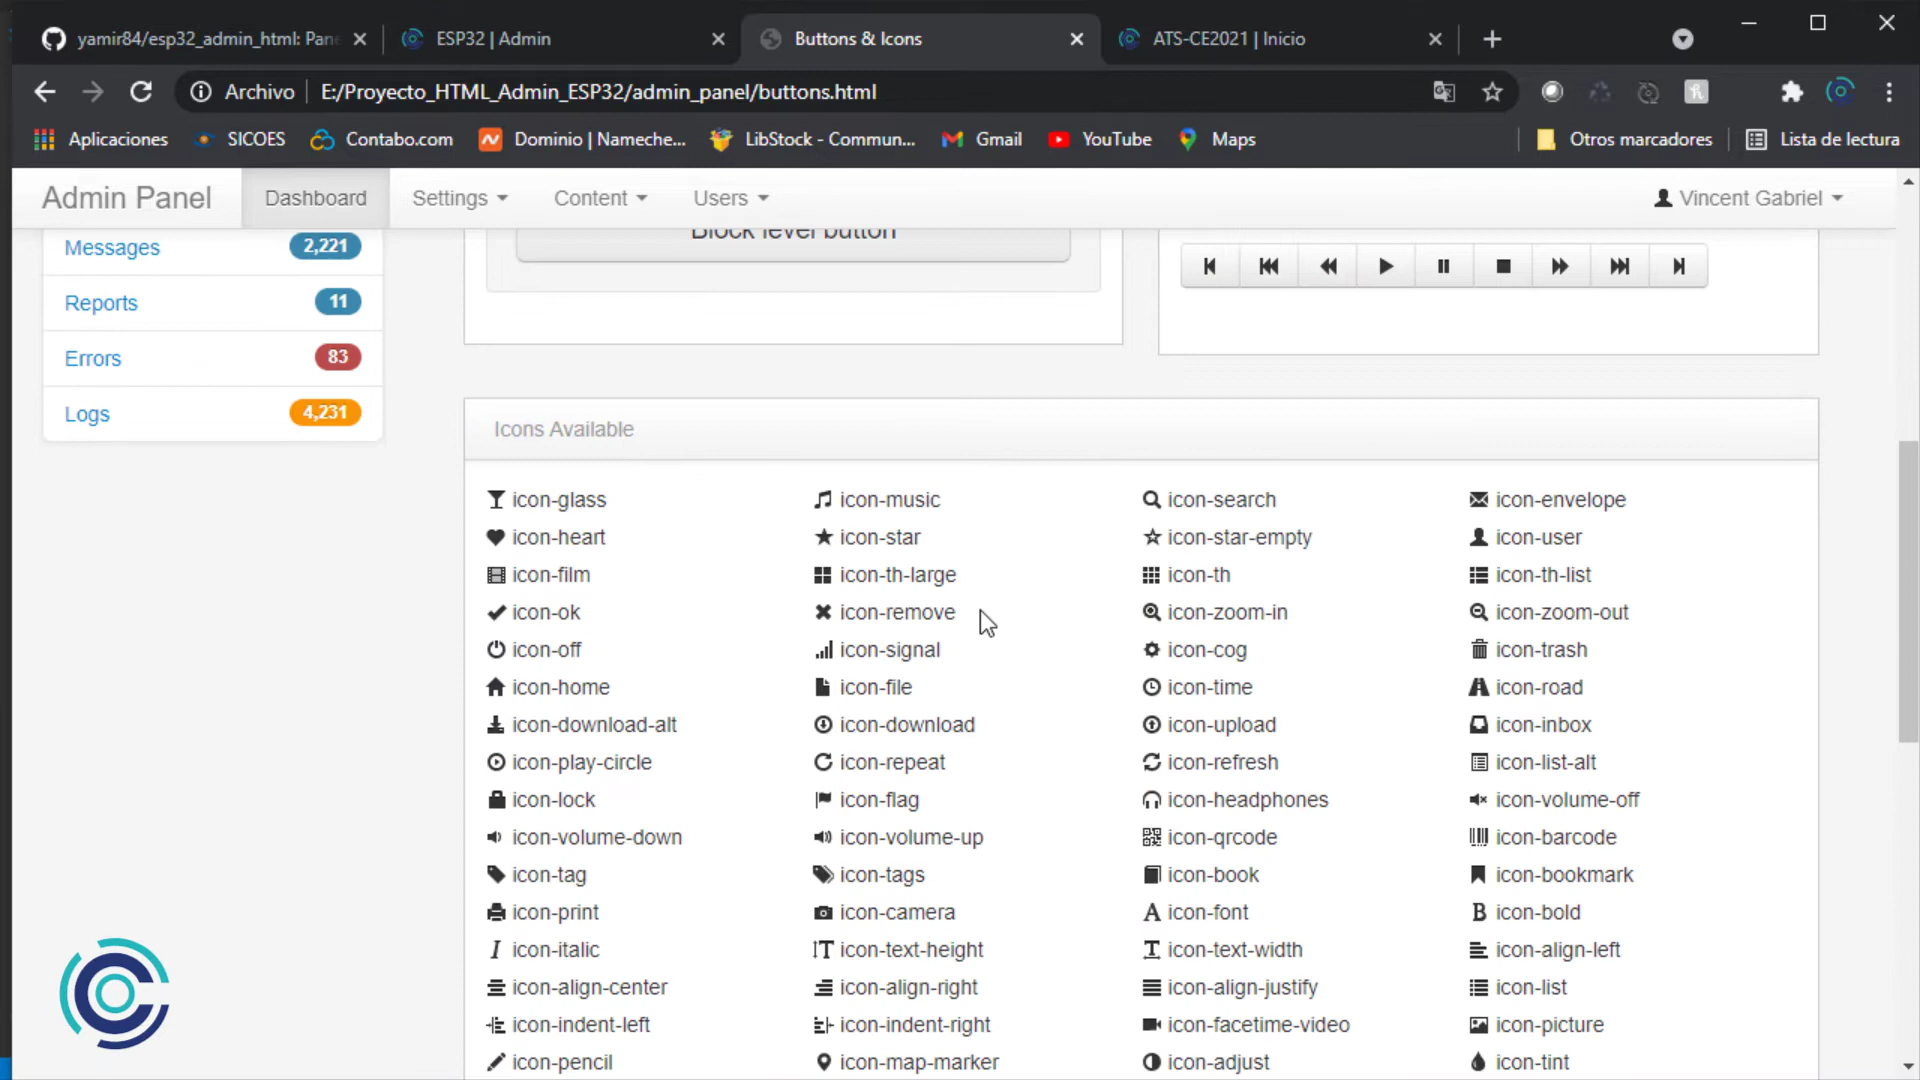 yamir84/esp32_admin_html: Pane
ESP32 | Admin
Buttons & Icons
ATS-CE2021 | Inicio
Archivo
E:/Proyecto_HTML_Admin_ESP32/admin_panel/buttons.html
Aplicaciones
SICOES
Contabo.com
Dominio | Nameche...
LibStock - Commun...
Gmail
YouTube
Maps
Otros marcadores
Lista de lectura
Admin Panel
Dashboard
Settings
Content
Users
Vincent Gabriel
Messages 2,221
Reports 11
Errors 83
Logs 4,231
Block level button
Icons Available
icon-glass icon-music icon-search icon-envelope
icon-heart icon-star icon-star-empty icon-user
icon-film icon-th-large icon-th icon-th-list
icon-ok icon-remove icon-zoom-in icon-zoom-out
icon-off icon-signal icon-cog icon-trash
icon-home icon-file icon-time icon-road
icon-download-alt icon-download icon-upload icon-inbox
icon-play-circle icon-repeat icon-refresh icon-list-alt
icon-lock icon-flag icon-headphones icon-volume-off
icon-volume-down icon-volume-up icon-qrcode icon-barcode
icon-tag icon-tags icon-book icon-bookmark
icon-print icon-camera icon-font icon-bold
icon-italic icon-text-height icon-text-width icon-align-left
icon-align-center icon-align-right icon-align-justify icon-list
icon-indent-left icon-indent-right icon-facetime-video icon-picture
icon-pencil icon-map-marker icon-adjust icon-tint